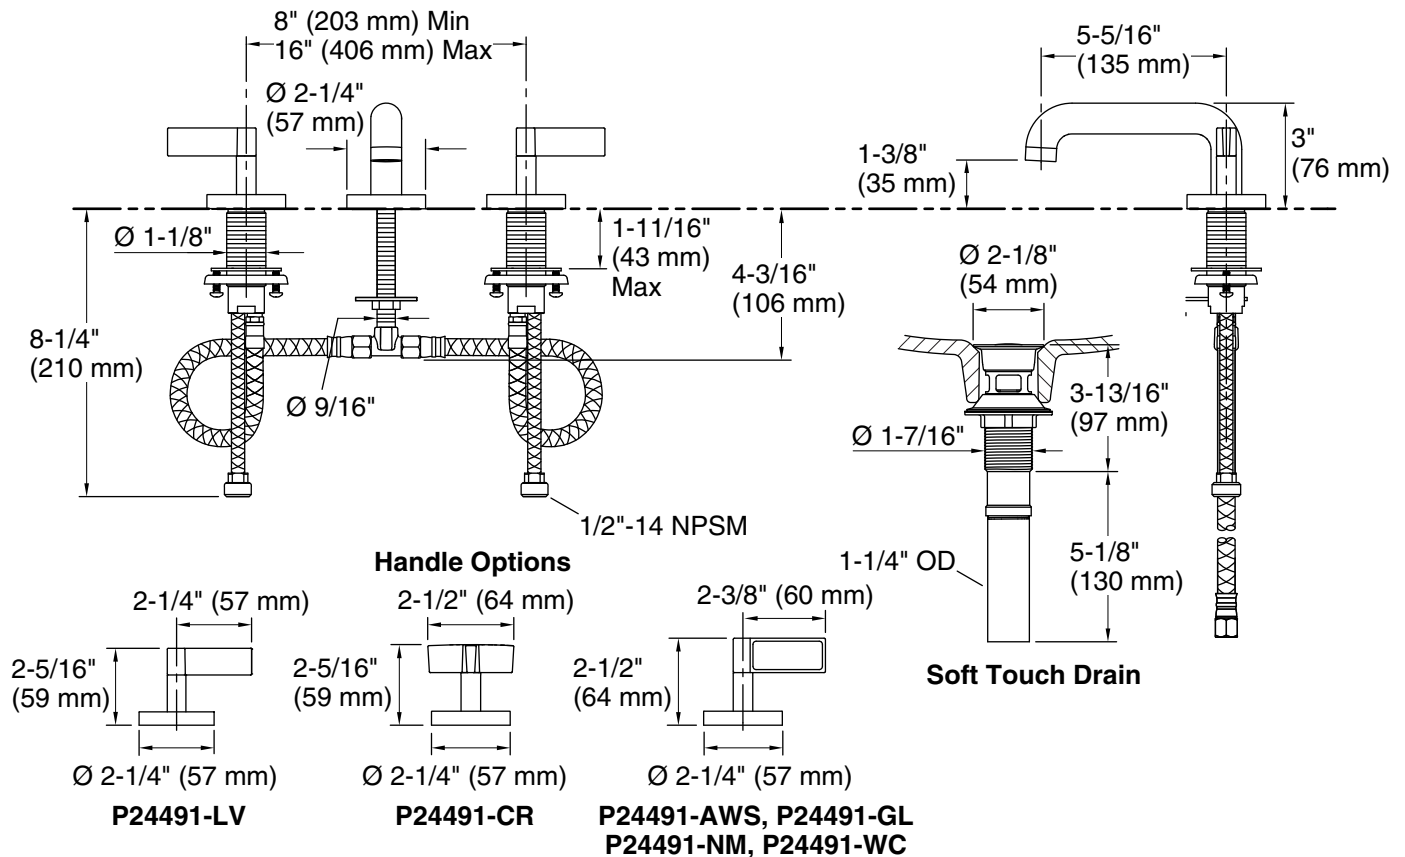 8" (203 mm) Min
16" (406 mm) Max
Ø 2-1/4"
(57 mm)
5-5/16"
(135 mm)
1-3/8"
(35 mm)
3"
(76 mm)
Ø 1-1/8"
1-11/16"
(43 mm)
Max
4-3/16"
(106 mm)
Ø 2-1/8"
(54 mm)
8-1/4"
(210 mm)
Ø 9/16"
3-13/16"
(97 mm)
Ø 1-7/16"
1/2"-14 NPSM
1-1/4" OD
5-1/8"
(130 mm)
Soft Touch Drain
Handle Options
2-1/4" (57 mm)
2-5/16"
(59 mm)
Ø 2-1/4" (57 mm)
P24491-LV
2-1/2" (64 mm)
2-5/16"
(59 mm)
Ø 2-1/4" (57 mm)
P24491-CR
2-3/8" (60 mm)
2-1/2"
(64 mm)
Ø 2-1/4" (57 mm)
P24491-AWS, P24491-GL
P24491-NM, P24491-WC